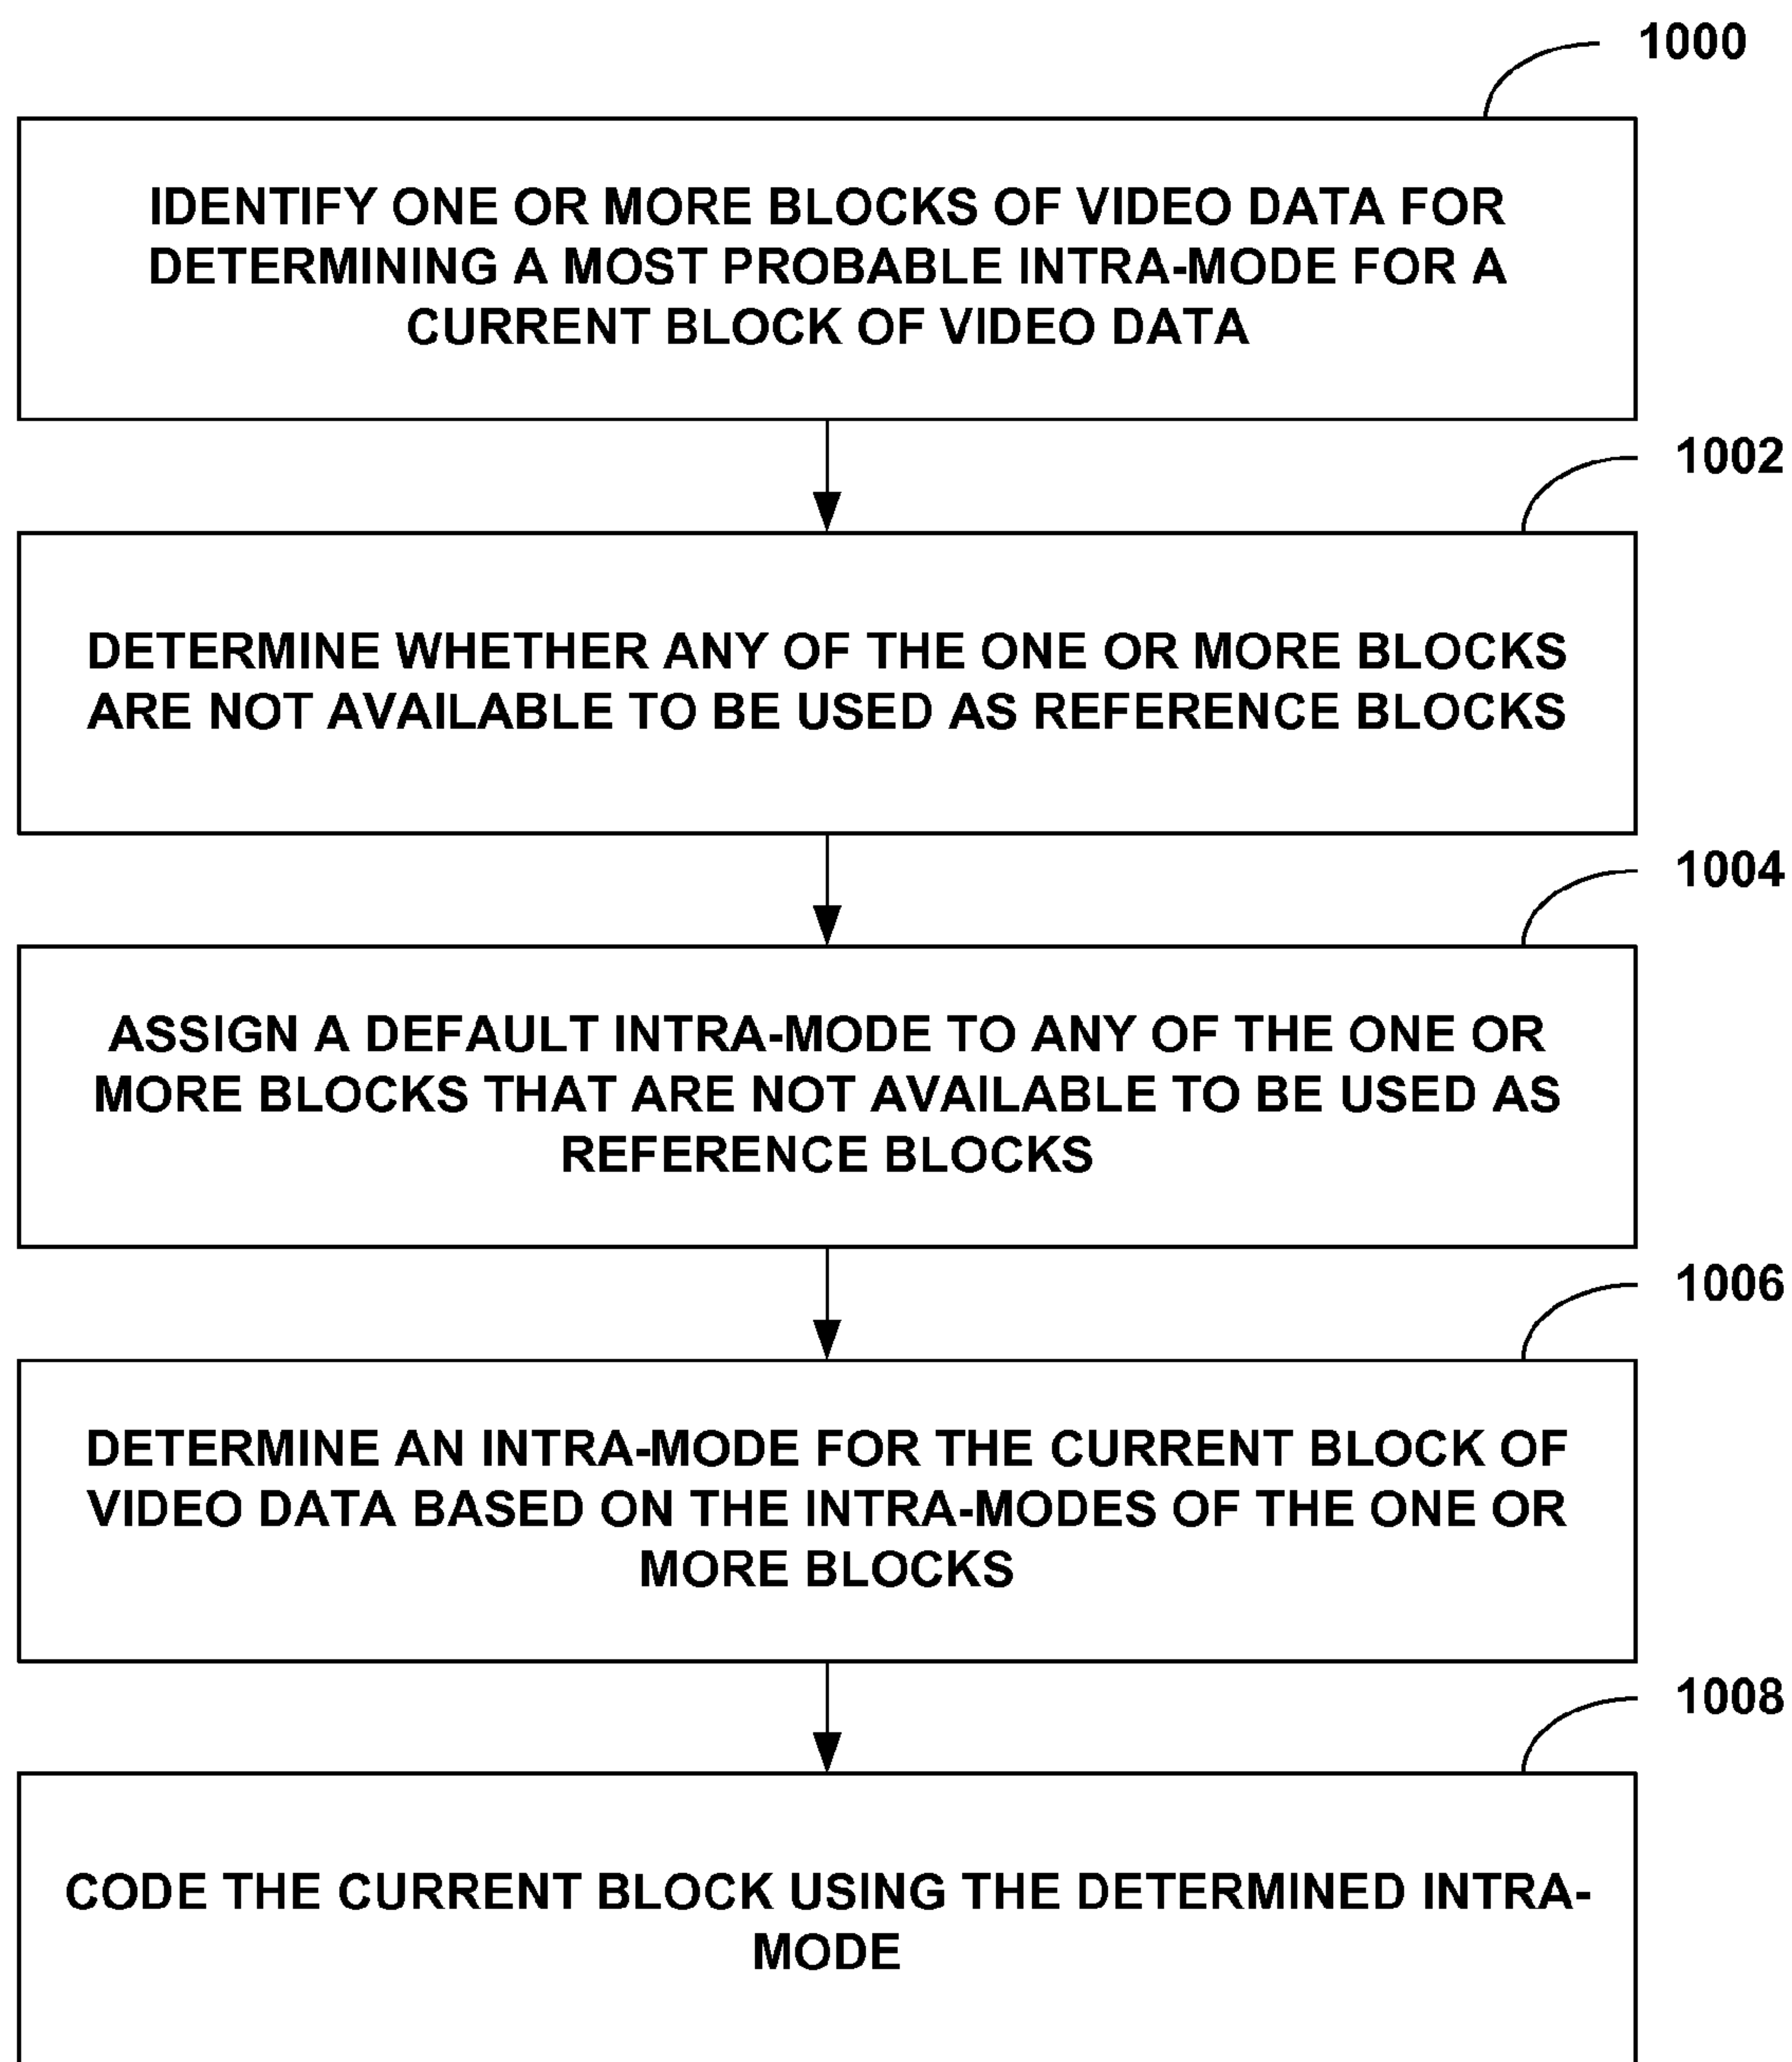 1000
IDENTIFY ONE OR MORE BLOCKS OF VIDEO DATA FOR
DETERMINING A MOST PROBABLE INTRA-MODE FOR A
CURRENT BLOCK OF VIDEO DATA
1002
DETERMINE WHETHER ANY OF THE ONE OR MORE BLOCKS
ARE NOT AVAILABLE TO BE USED AS REFERENCE BLOCKS
1004
ASSIGN A DEFAULT INTRA-MODE TO ANY OF THE ONE OR
MORE BLOCKS THAT ARE NOT AVAILABLE TO BE USED AS
REFERENCE BLOCKS
1006
DETERMINE AN INTRA-MODE FOR THE CURRENT BLOCK OF
VIDEO DATA BASED ON THE INTRA-MODES OF THE ONE OR
MORE BLOCKS
1008
CODE THE CURRENT BLOCK USING THE DETERMINED INTRA-
MODE